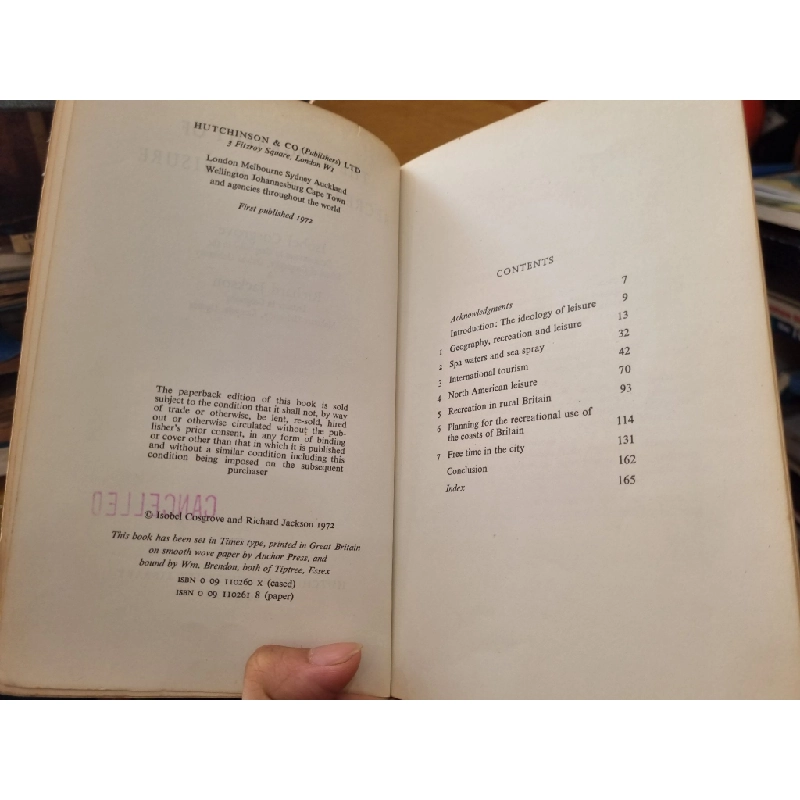 HUTCHINSON & CO (Publishers) LTD
3 Fitzroy Square, London W1
London Melbourne Sydney Auckland
Wellington Johannesburg Cape Town
and agencies throughout the world
First published 1972
The paperback edition of this book is sold
subject to the condition that it shall not, by way
of trade or otherwise, be lent, re-sold, hired
out or otherwise circulated without the pub-
lisher's prior consent, in any form of binding
or cover other than that in which it is published
and without a similar condition including this
condition being imposed on the subsequent
purchaser
CANCELLED
© Isobel Cosgrove and Richard Jackson 1972
This book has been set in Times type, printed in Great Britain
on smooth wove paper by Anchor Press, and
bound by Wm. Brendon, both of Tiptree, Essex
ISBN 0 09 110260 X (cased)
ISBN 0 09 110261 8 (paper)
CONTENTS
Acknowledgments 7
Introduction: The ideology of leisure 9
1 Geography, recreation and leisure 13
2 Spa waters and sea spray 32
3 International tourism 42
4 North American leisure 70
5 Recreation in rural Britain 93
6 Planning for the recreational use of
the coasts of Britain 114
7 Free time in the city 131
Conclusion 162
Index 165